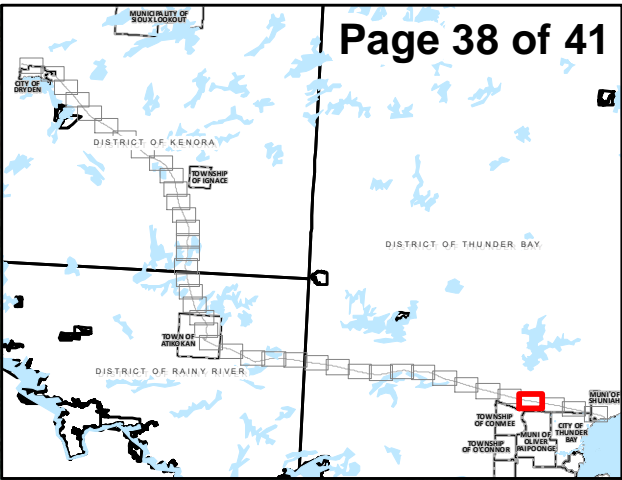 MUNICIPALITY OF
SIOUX LOOKOUT
Page 38 of 41
CITY OF
DRYDEN
DISTRICT OF KENORA
TOWNSHIP
OF IGNACE
DISTRICT OF THUNDER BAY
TOWN OF
ATIKOKAN
DISTRICT OF RAINY RIVER
MUNI OF
SHUNIAH
TOWNSHIP
OF CONMEE
CITY OF
THUNDER
BAY
MUNI OF
OLIVER
PAIPOONGE
TOWNSHIP
OF O'CONNOR